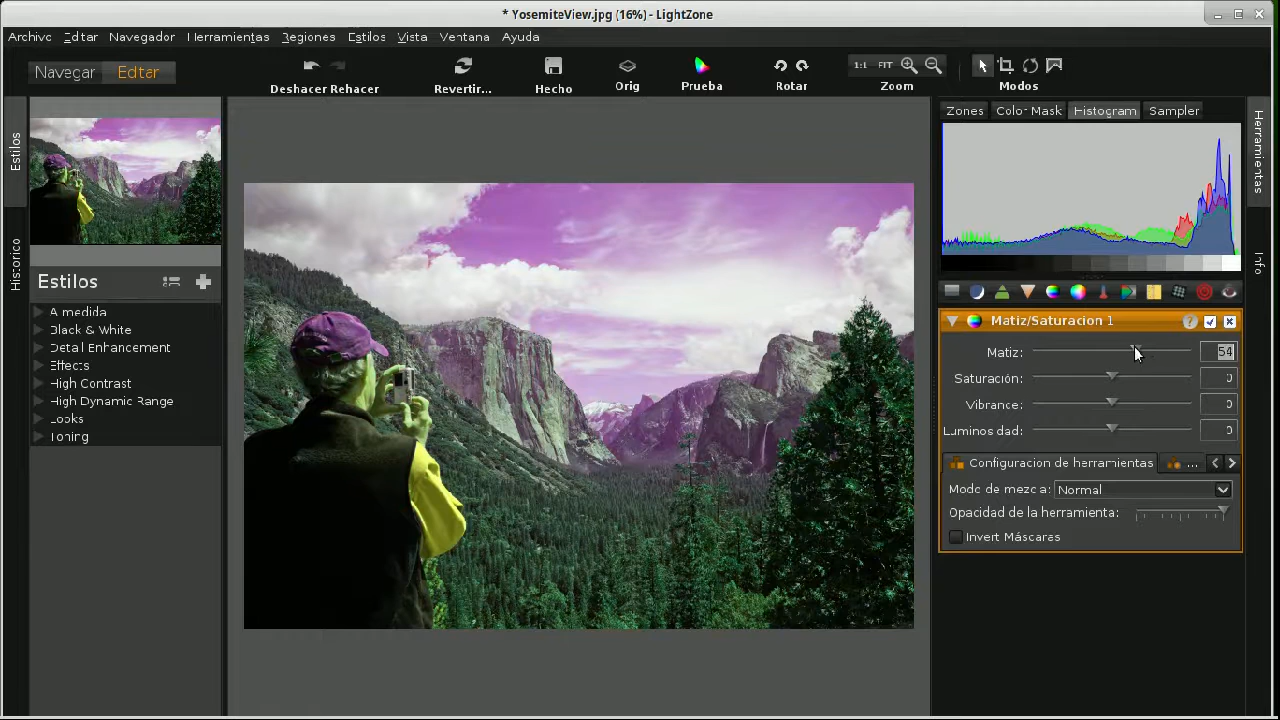 * YosemiteView.jpg (16%) - LightZone
Archivo Editar Navegador Herramientas Regiones Estilos Vista Ventana Ayuda
Navegar Editar
Deshacer Rehacer Revertir... Hecho Orig Prueba Rotar Zoom Modos
1:1 FIT
Zones Color Mask Histogram Sampler
Estilos
Historico
Herramientas
Info
Estilos
A medida
Black & White
Detail Enhancement
Effects
High Contrast
High Dynamic Range
Looks
Toning
Matiz/Saturacion 1
Matiz: 54
Saturación: 0
Vibrance: 0
Luminosidad: 0
Configuracion de herramientas ...
Modo de mezcla: Normal
Opacidad de la herramienta:
Invert Máscaras